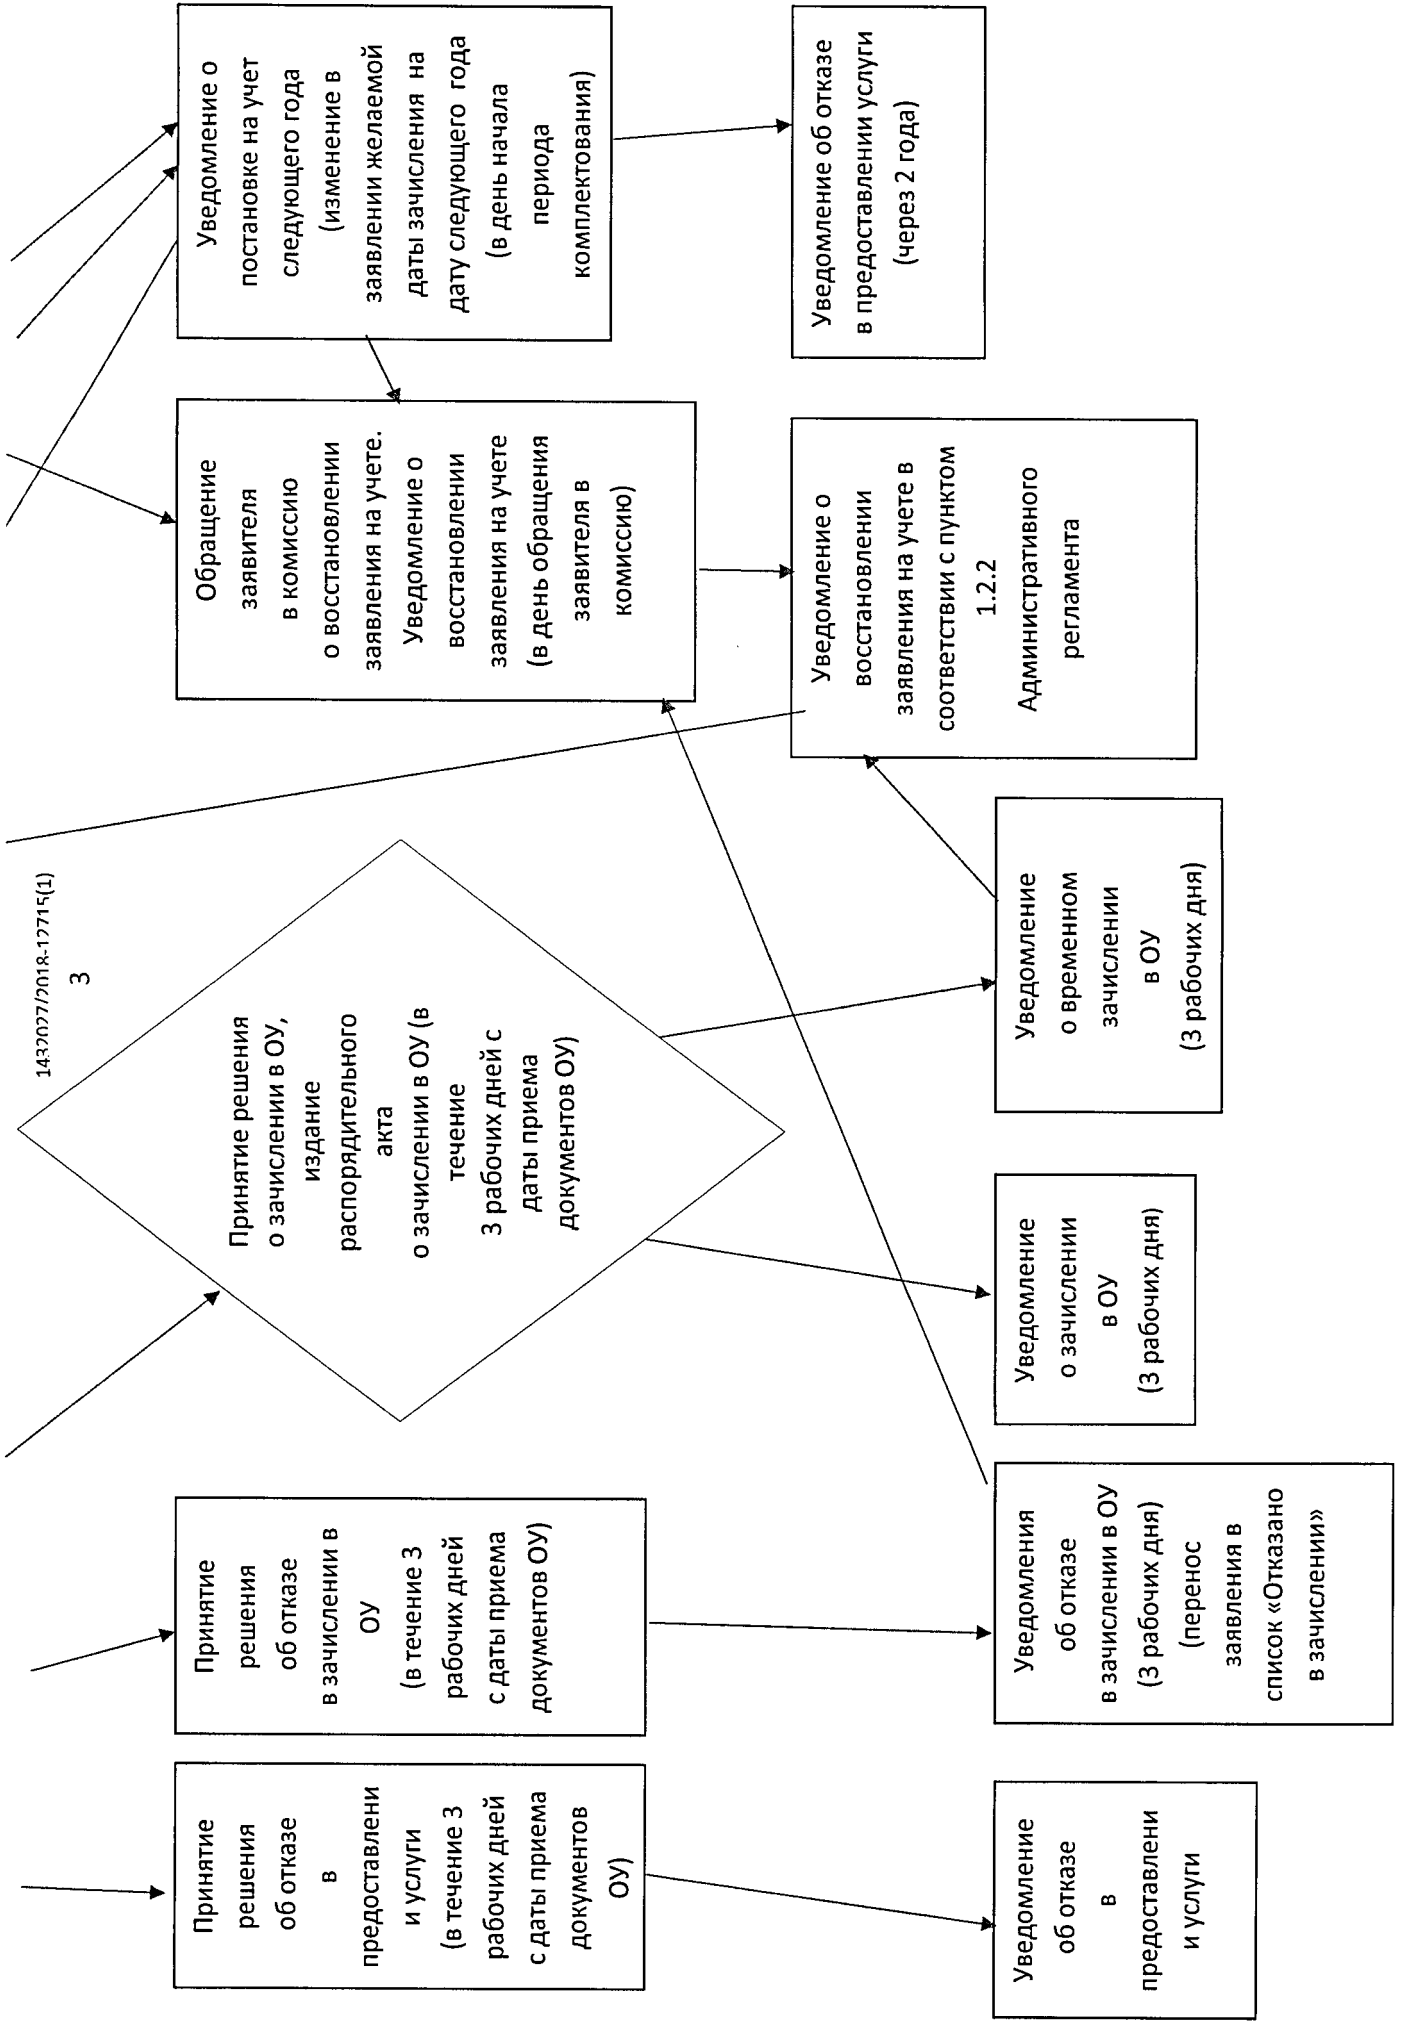 3
Принятие
решения
об отказе
в
предоставлени
и услуги
(в течение 3
рабочих дней
с даты приема
документов
ОУ)
Принятие
решения
об отказе
в зачислении в
ОУ
(в течение 3
рабочих дней
с даты приема
документов ОУ)
Принятие решения
о зачислении в ОУ,
издание
распорядительного
акта
о зачислении в ОУ (в
течение
3 рабочих дней с
даты приема
документов ОУ)
Обращение
заявителя
в комиссию
о восстановлении
заявления на учете.
Уведомление о
восстановлении
заявления на учете
(в день обращения
заявителя в
комиссию)
Уведомление о
постановке на учет
следующего года
(изменение в
заявлении желаемой
даты зачисления на
дату следующего года
(в день начала
периода
комплектования)
Уведомление о
восстановлении
заявления на учете в
соответствии с пунктом
1.2.2
Административного
регламента
Уведомление об отказе
в предоставлении услуги
(через 2 года)
Уведомление
об отказе
в
предоставлени
и услуги
Уведомления
об отказе
в зачислении в ОУ
(3 рабочих дня)
(перенос
заявления в
список «Отказано
в зачислении»
Уведомление
о зачислении
в ОУ
(3 рабочих дня)
Уведомление
о временном
зачислении
в ОУ
(3 рабочих дня)